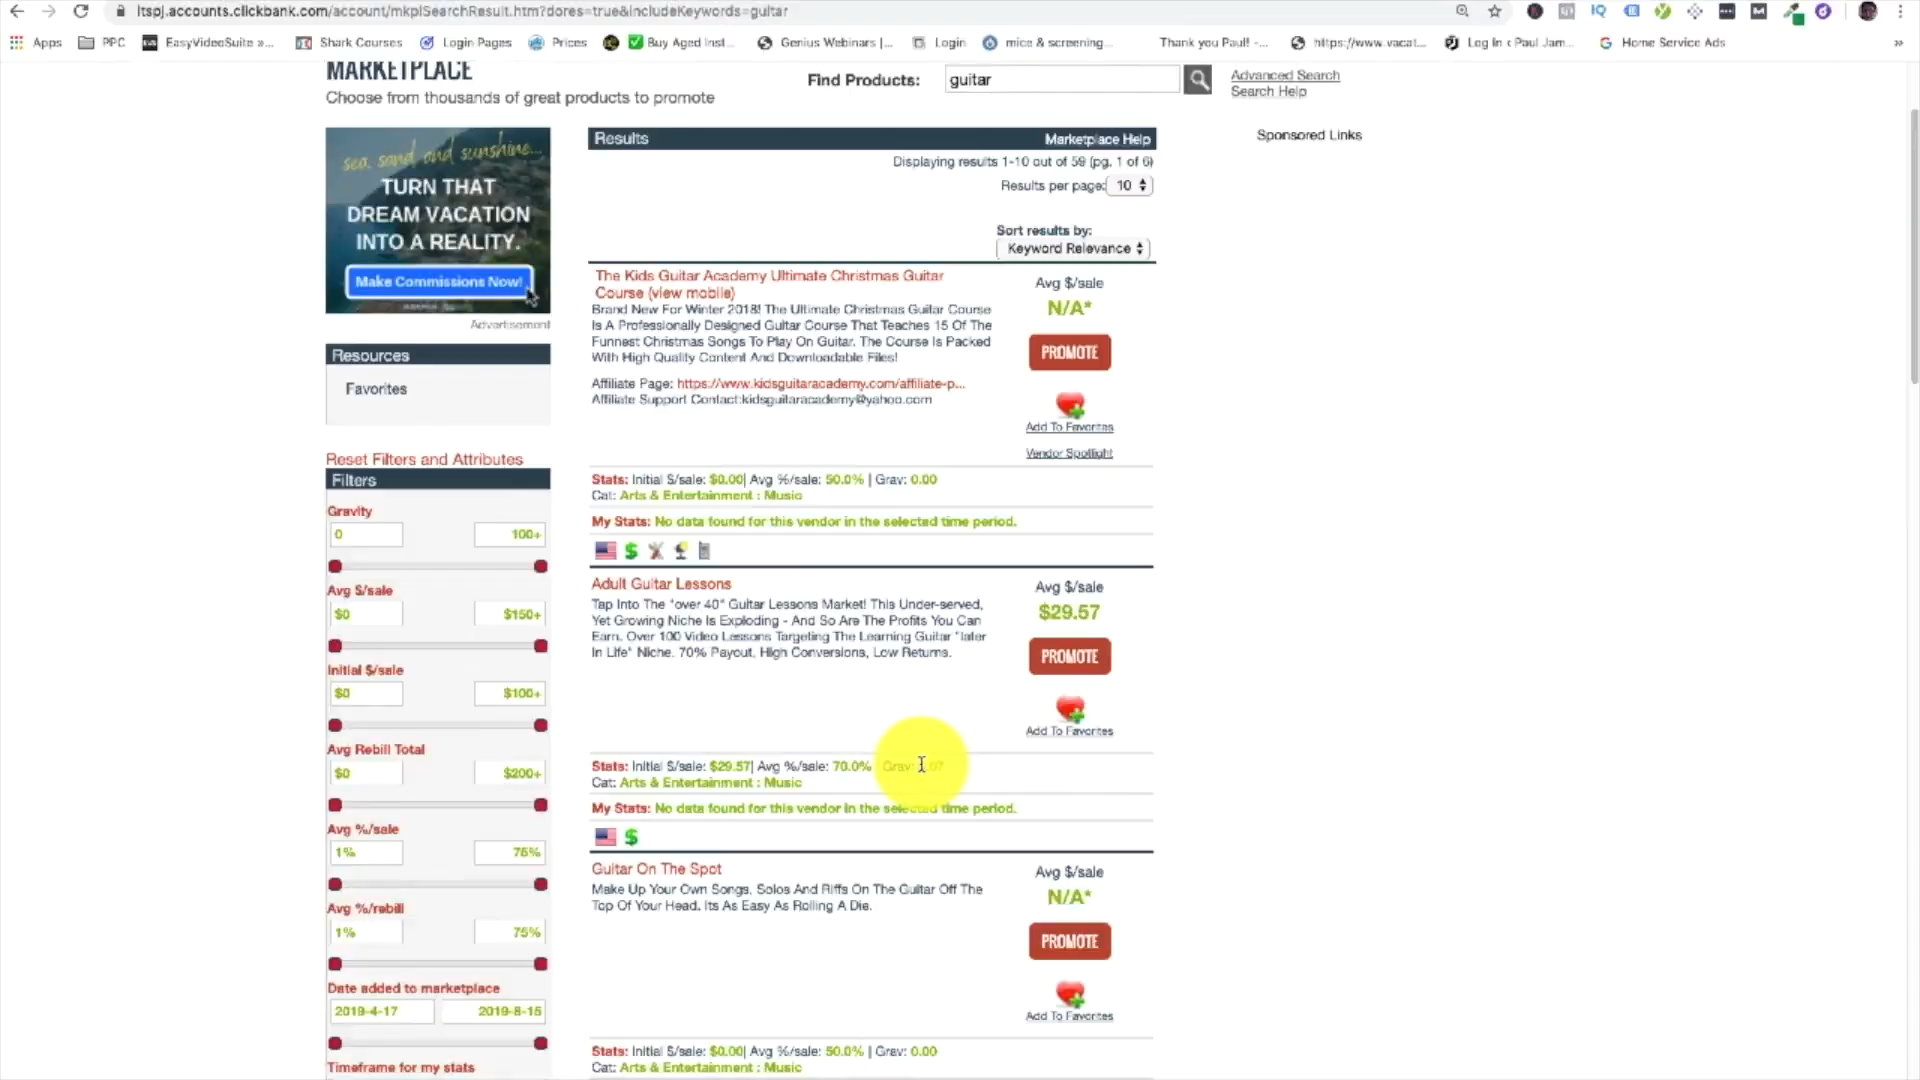 itspj.accounts.clickbank.com/account/mkplSearchResult.htm?dores=true&includeKeywords=guitar
Apps PPC EasyVideoSuite »... Shark Courses Login Pages Prices Buy Aged Inst... Genius Webinars |... Login mice & screening... Thank you Paul! -... https://www.vacat... Log In ‹ Paul Jam... Home Service Ads »
MARKETPLACE
Choose from thousands of great products to promote
Find Products: guitar
Advanced Search
Search Help
sea, sand and sunshine...
TURN THAT
DREAM VACATION
INTO A REALITY.
Make Commissions Now!
Advertisement
Resources
Favorites
Reset Filters and Attributes
Filters
Gravity
0 100+
Avg $/sale
$0 $150+
Initial $/sale
$0 $100+
Avg Rebill Total
$0 $200+
Avg %/sale
1% 75%
Avg %/rebill
1% 75%
Date added to marketplace
2019-4-17 2019-8-15
Timeframe for my stats
Results Marketplace Help
Displaying results 1-10 out of 59 (pg. 1 of 6)
Results per page: 10
Sort results by:
Keyword Relevance
The Kids Guitar Academy Ultimate Christmas Guitar
Course (view mobile)
Brand New For Winter 2018! The Ultimate Christmas Guitar Course
Is A Professionally Designed Guitar Course That Teaches 15 Of The
Funnest Christmas Songs To Play On Guitar. The Course Is Packed
With High Quality Content And Downloadable Files!
Affiliate Page: https://www.kidsguitaracademy.com/affiliate-p...
Affiliate Support Contact:kidsguitaracademy@yahoo.com
Avg $/sale
N/A*
PROMOTE
Add To Favorites
Vendor Spotlight
Stats: Initial $/sale: $0.00| Avg %/sale: 50.0% | Grav: 0.00
Cat: Arts & Entertainment : Music
My Stats: No data found for this vendor in the selected time period.
Adult Guitar Lessons
Tap Into The "over 40" Guitar Lessons Market! This Under-served,
Yet Growing Niche Is Exploding - And So Are The Profits You Can
Earn. Over 100 Video Lessons Targeting The Learning Guitar "later
In Life" Niche. 70% Payout, High Conversions, Low Returns.
Avg $/sale
$29.57
PROMOTE
Add To Favorites
Stats: Initial $/sale: $29.57| Avg %/sale: 70.0% Grav:
Cat: Arts & Entertainment : Music
My Stats: No data found for this vendor in the selected time period.
Guitar On The Spot
Make Up Your Own Songs, Solos And Riffs On The Guitar Off The
Top Of Your Head. Its As Easy As Rolling A Die.
Avg $/sale
N/A*
PROMOTE
Add To Favorites
Stats: Initial $/sale: $0.00| Avg %/sale: 50.0% | Grav: 0.00
Cat: Arts & Entertainment : Music
Sponsored Links